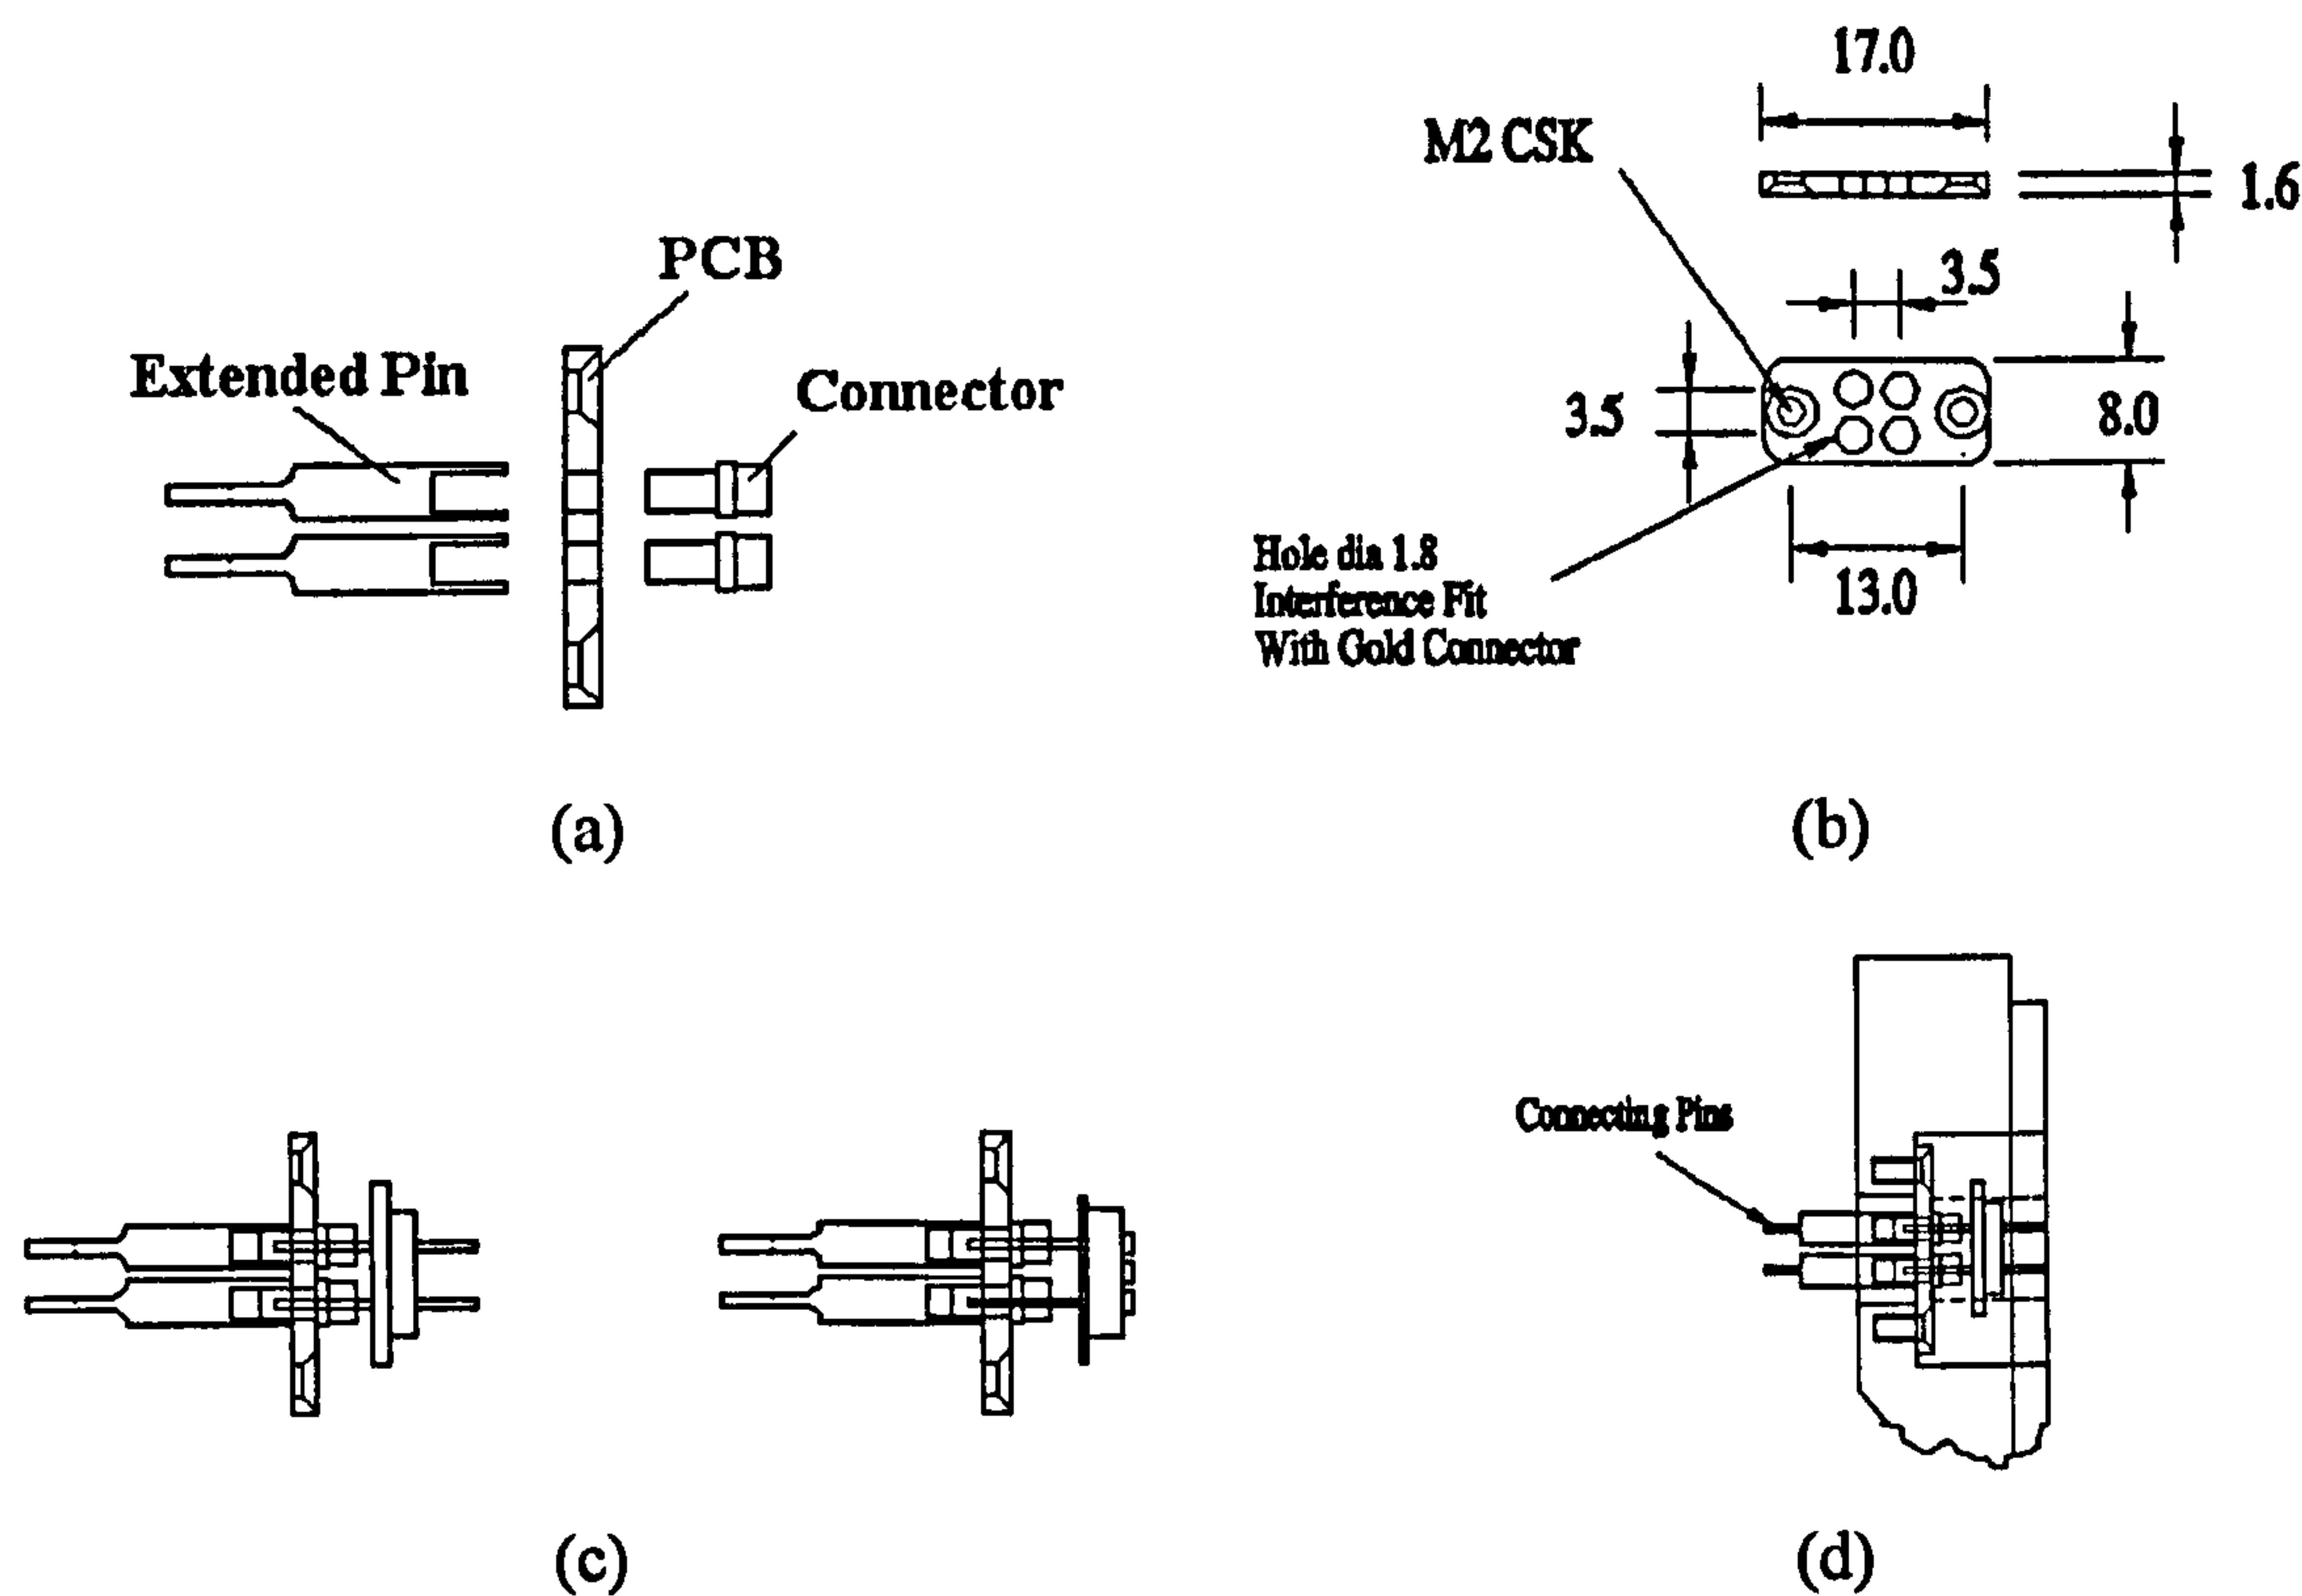 PCB
Extended Pin
Connector
(a)
17.0
M2 CSK
1.6
3.5
3.5
8.0
Hole dia 1.8
Interference Fit
With Gold Connector
13.0
(b)
(c)
Connecting Pins
(d)